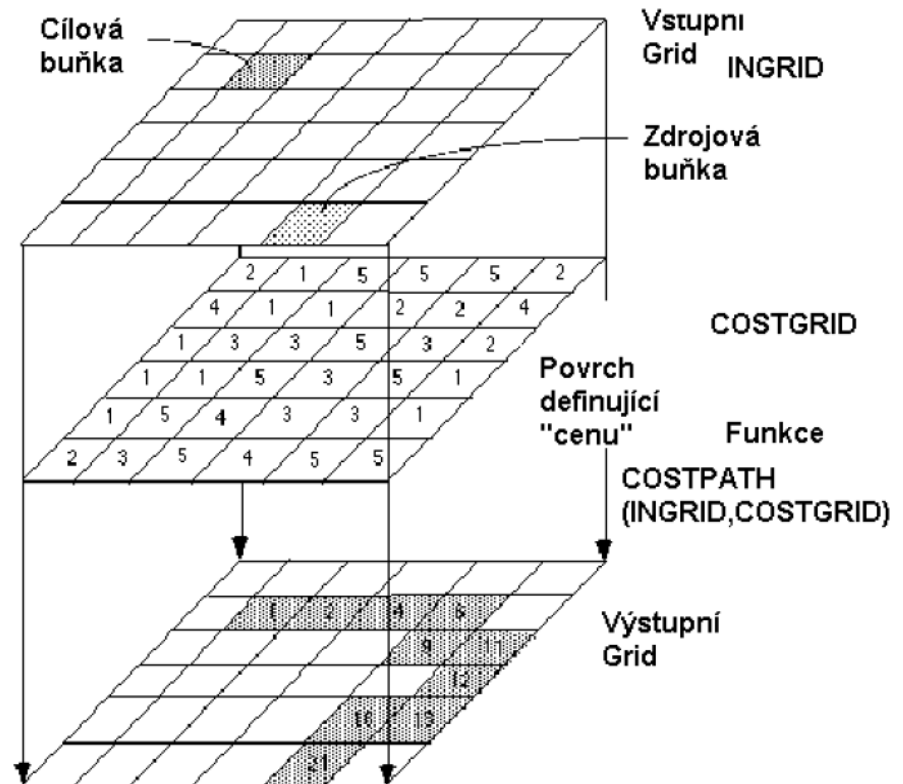 Cílová
buňka
Vstupni
Grid
INGRID
Zdrojová
buňka
2 1 5 5 5 2
4 1 1 2 2 4
1 3 3 5 3 2
1 1 5 3 5 1
1 5 4 3 3 1
2 3 5 4 5 5
COSTGRID
Povrch
definující
"cenu"
Funkce
COSTPATH
(INGRID,COSTGRID)
1 2 4 6
9 11
12
16 13
21
Výstupní
Grid